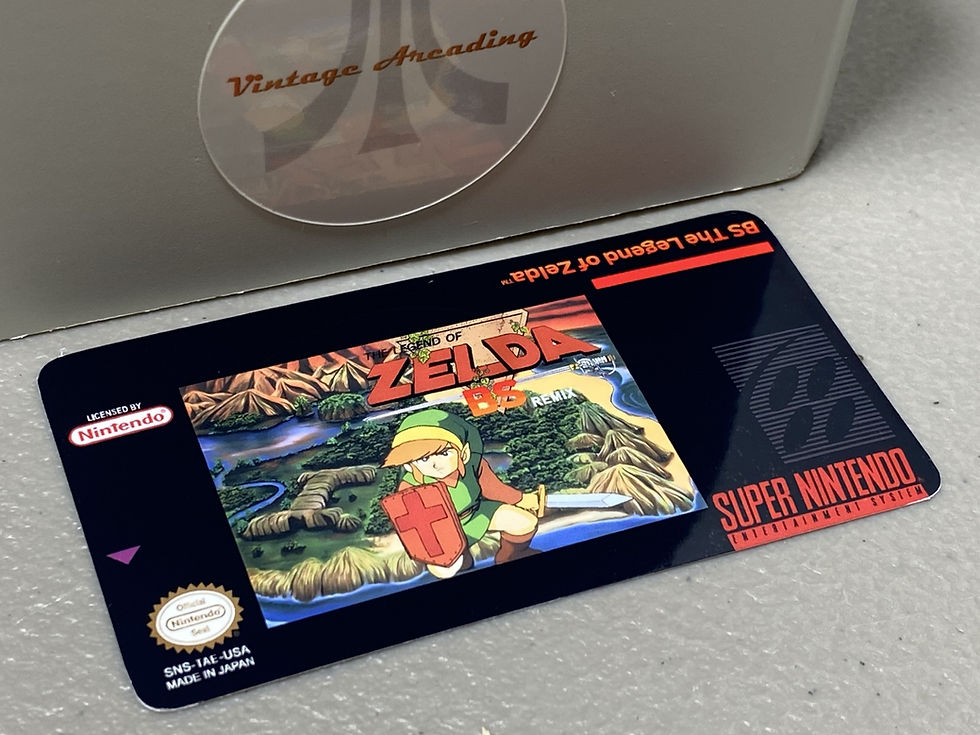 Vintage Arcading
BS The Legend of Zelda™
THE LEGEND OF
ZELDA
BS REMIX
LICENSED BY
Nintendo®
SUPER NINTENDO
ENTERTAINMENT SYSTEM
Official
Nintendo
Seal
SNS-TAE-USA
MADE IN JAPAN